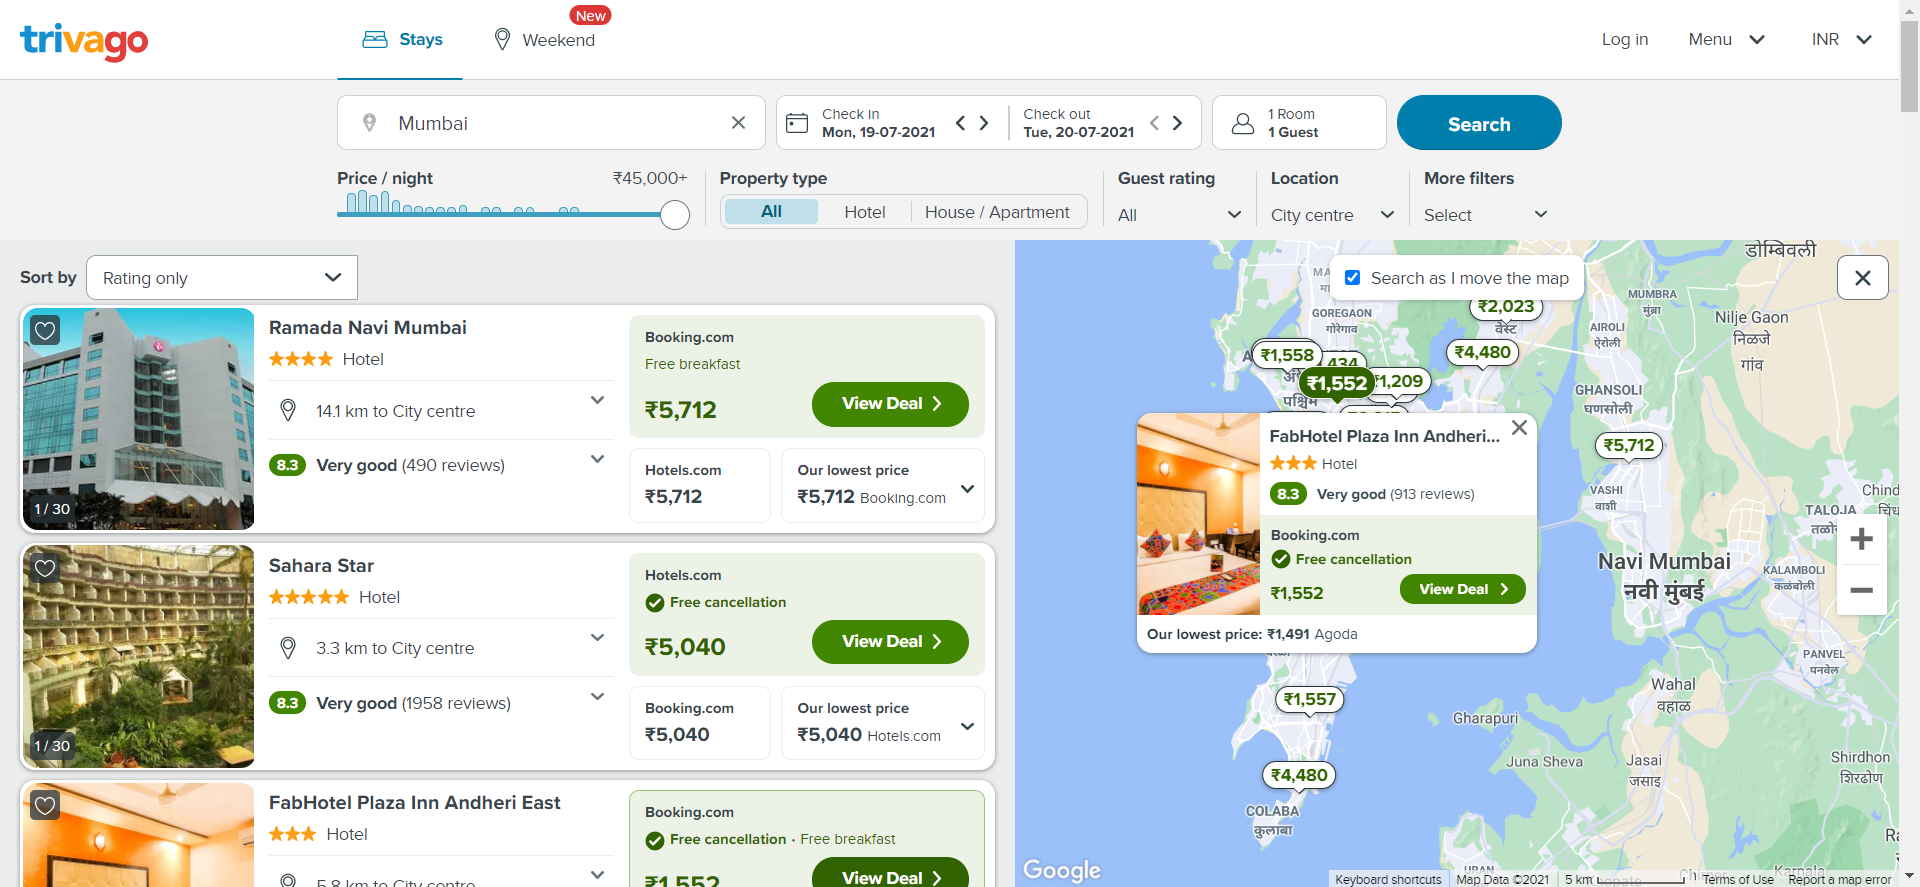 trivago
Stays
Weekend
New
Log in
Menu
INR
Mumbai
Check in
Mon, 19-07-2021
Check out
Tue, 20-07-2021
1 Room
1 Guest
Search
Price / night
₹45,000+
Property type
All
Hotel
House / Apartment
Guest rating
All
Location
City centre
More filters
Select
Sort by
Rating only
Ramada Navi Mumbai
Hotel
14.1 km to City centre
8.3 Very good (490 reviews)
1 / 30
Booking.com
Free breakfast
₹5,712
View Deal
Hotels.com
₹5,712
Our lowest price
₹5,712 Booking.com
Sahara Star
Hotel
3.3 km to City centre
8.3 Very good (1958 reviews)
1 / 30
Hotels.com
Free cancellation
₹5,040
View Deal
Booking.com
₹5,040
Our lowest price
₹5,040 Hotels.com
FabHotel Plaza Inn Andheri East
Hotel
5.8 km to City centre
Booking.com
Free cancellation · Free breakfast
₹1,552
View Deal
Search as I move the map
डोम्बिवली
MUMBRA
मुंब्रा
₹2,023
वेस्ट
GOREGAON
गोरेगाव
AIROLI
ऐरोली
Nilje Gaon
निळजे
गांव
₹1,558
434
₹4,480
₹1,552
₹1,209
पश्चिम
GHANSOLI
घणसोली
₹5,712
FabHotel Plaza Inn Andheri...
Hotel
8.3 Very good (913 reviews)
Booking.com
Free cancellation
₹1,552
View Deal
Our lowest price: ₹1,491 Agoda
VASHI
वाशी
TALOJA
Navi Mumbai
नवी मुंबई
KALAMBOLI
कळंबोली
PANVEL
पनवेल
Wahal
वहाळ
₹1,557
Gharapuri
Juna Sheva
Jasai
जसाइ
Shirdhon
शिरढोण
₹4,480
COLABA
कुलाबा
Google
Keyboard shortcuts
Map Data ©2021
5 km
Terms of Use
Report a map error